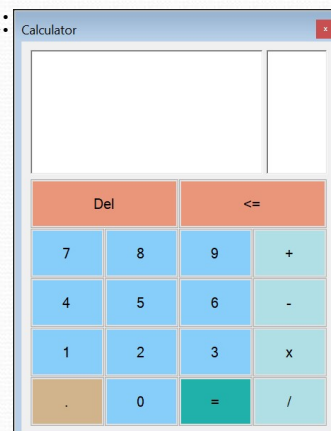 Calculator
x
Del <=
7 8 9 +
4 5 6 -
1 2 3 x
. 0 = /